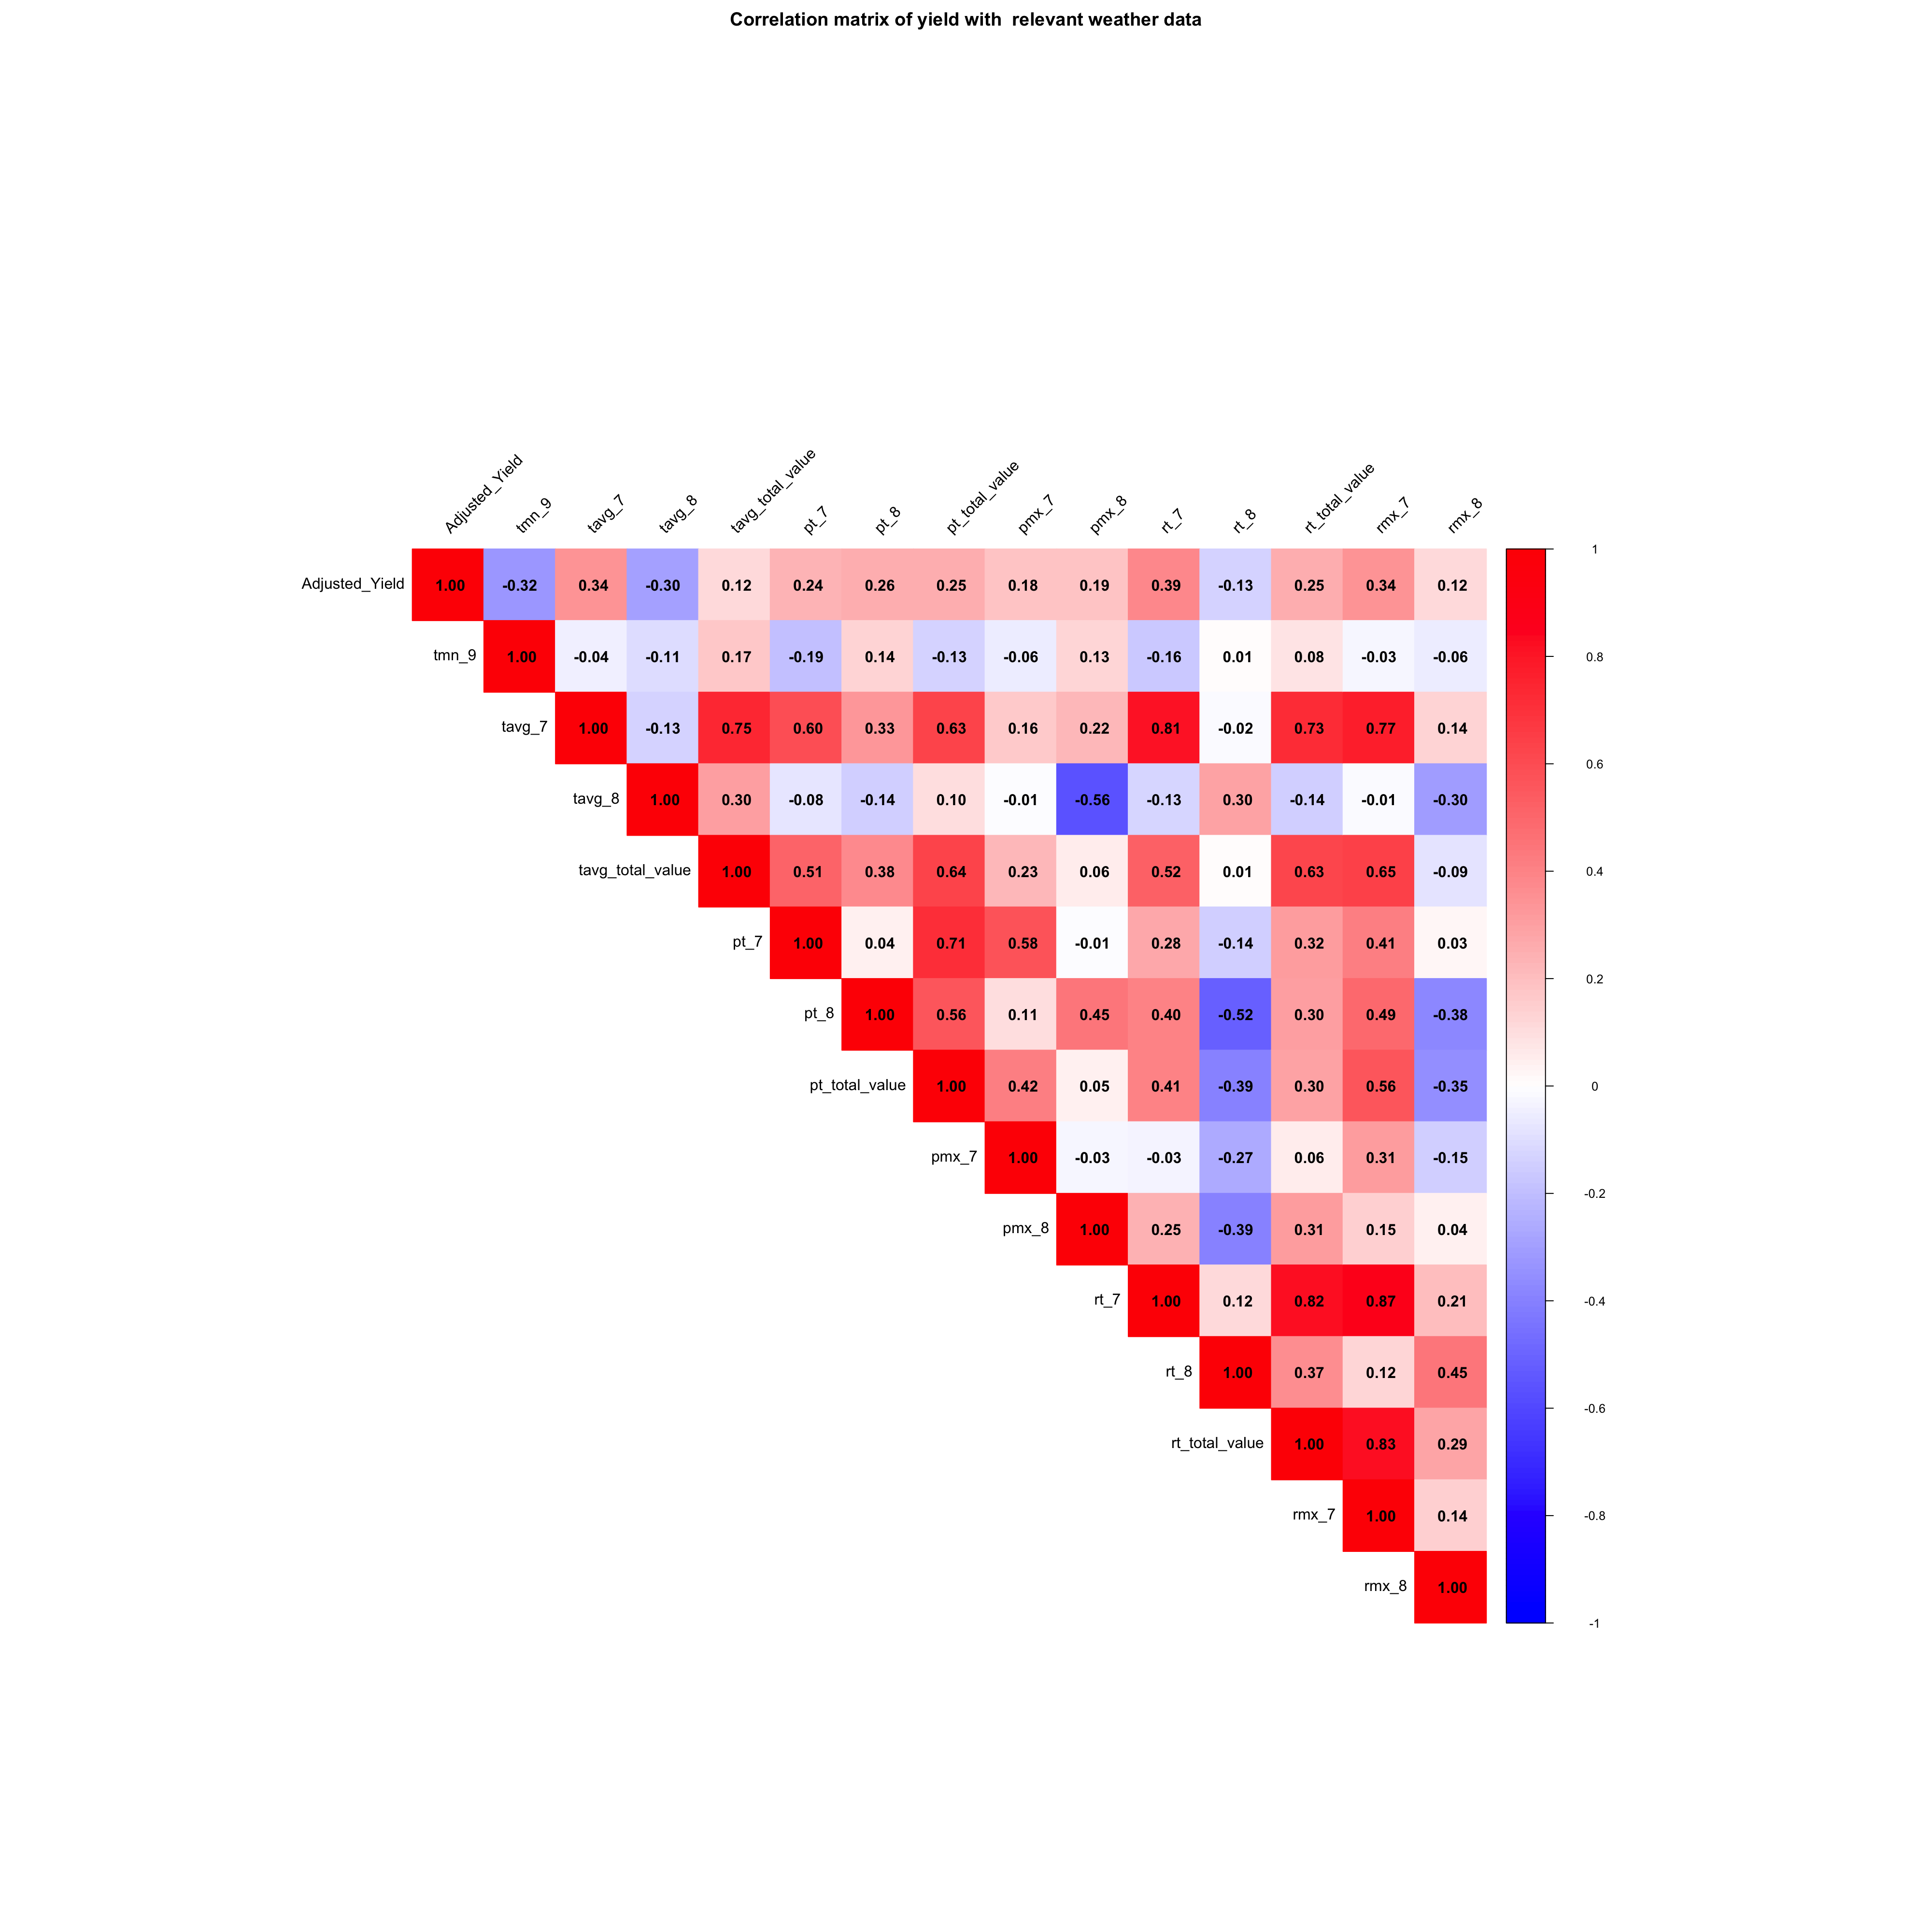 Correlation matrix of yield with  relevant weather data
Adjusted_Yield tmn_9 tavg_7 tavg_8 tavg_total_value pt_7 pt_8 pt_total_value pmx_7 pmx_8 rt_7 rt_8 rt_total_value rmx_7 rmx_8
Adjusted_Yield 1.00 -0.32 0.34 -0.30 0.12 0.24 0.26 0.25 0.18 0.19 0.39 -0.13 0.25 0.34 0.12
tmn_9 1.00 -0.04 -0.11 0.17 -0.19 0.14 -0.13 -0.06 0.13 -0.16 0.01 0.08 -0.03 -0.06
tavg_7 1.00 -0.13 0.75 0.60 0.33 0.63 0.16 0.22 0.81 -0.02 0.73 0.77 0.14
tavg_8 1.00 0.30 -0.08 -0.14 0.10 -0.01 -0.56 -0.13 0.30 -0.14 -0.01 -0.30
tavg_total_value 1.00 0.51 0.38 0.64 0.23 0.06 0.52 0.01 0.63 0.65 -0.09
pt_7 1.00 0.04 0.71 0.58 -0.01 0.28 -0.14 0.32 0.41 0.03
pt_8 1.00 0.56 0.11 0.45 0.40 -0.52 0.30 0.49 -0.38
pt_total_value 1.00 0.42 0.05 0.41 -0.39 0.30 0.56 -0.35
pmx_7 1.00 -0.03 -0.03 -0.27 0.06 0.31 -0.15
pmx_8 1.00 0.25 -0.39 0.31 0.15 0.04
rt_7 1.00 0.12 0.82 0.87 0.21
rt_8 1.00 0.37 0.12 0.45
rt_total_value 1.00 0.83 0.29
rmx_7 1.00 0.14
rmx_8 1.00
1
0.8
0.6
0.4
0.2
0
-0.2
-0.4
-0.6
-0.8
-1